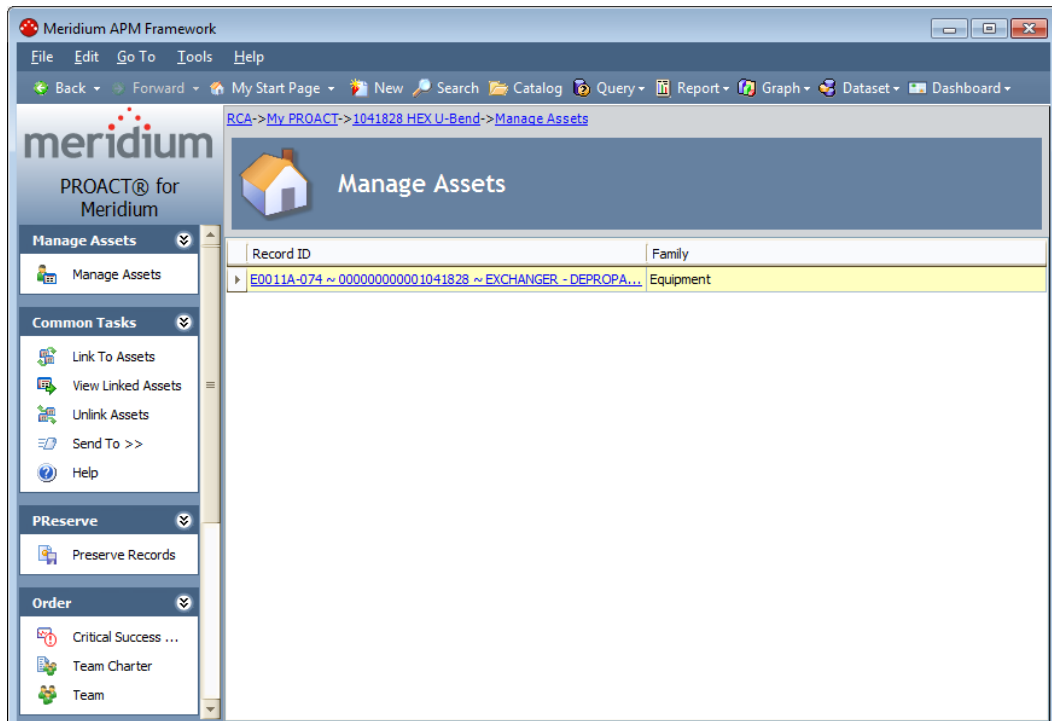 Meridium APM Framework
File Edit Go To Tools Help
Back Forward My Start Page New Search Catalog Query Report Graph Dataset Dashboard
meridium
PROACT® for
Meridium
RCA->My PROACT->1041828 HEX U-Bend->Manage Assets
Manage Assets
Manage Assets
Manage Assets
Common Tasks
Link To Assets
View Linked Assets
Unlink Assets
Send To >>
Help
PReserve
Preserve Records
Order
Critical Success ...
Team Charter
Team
Record ID Family
E0011A-074 ~ 000000000001041828 ~ EXCHANGER - DEPROPA... Equipment